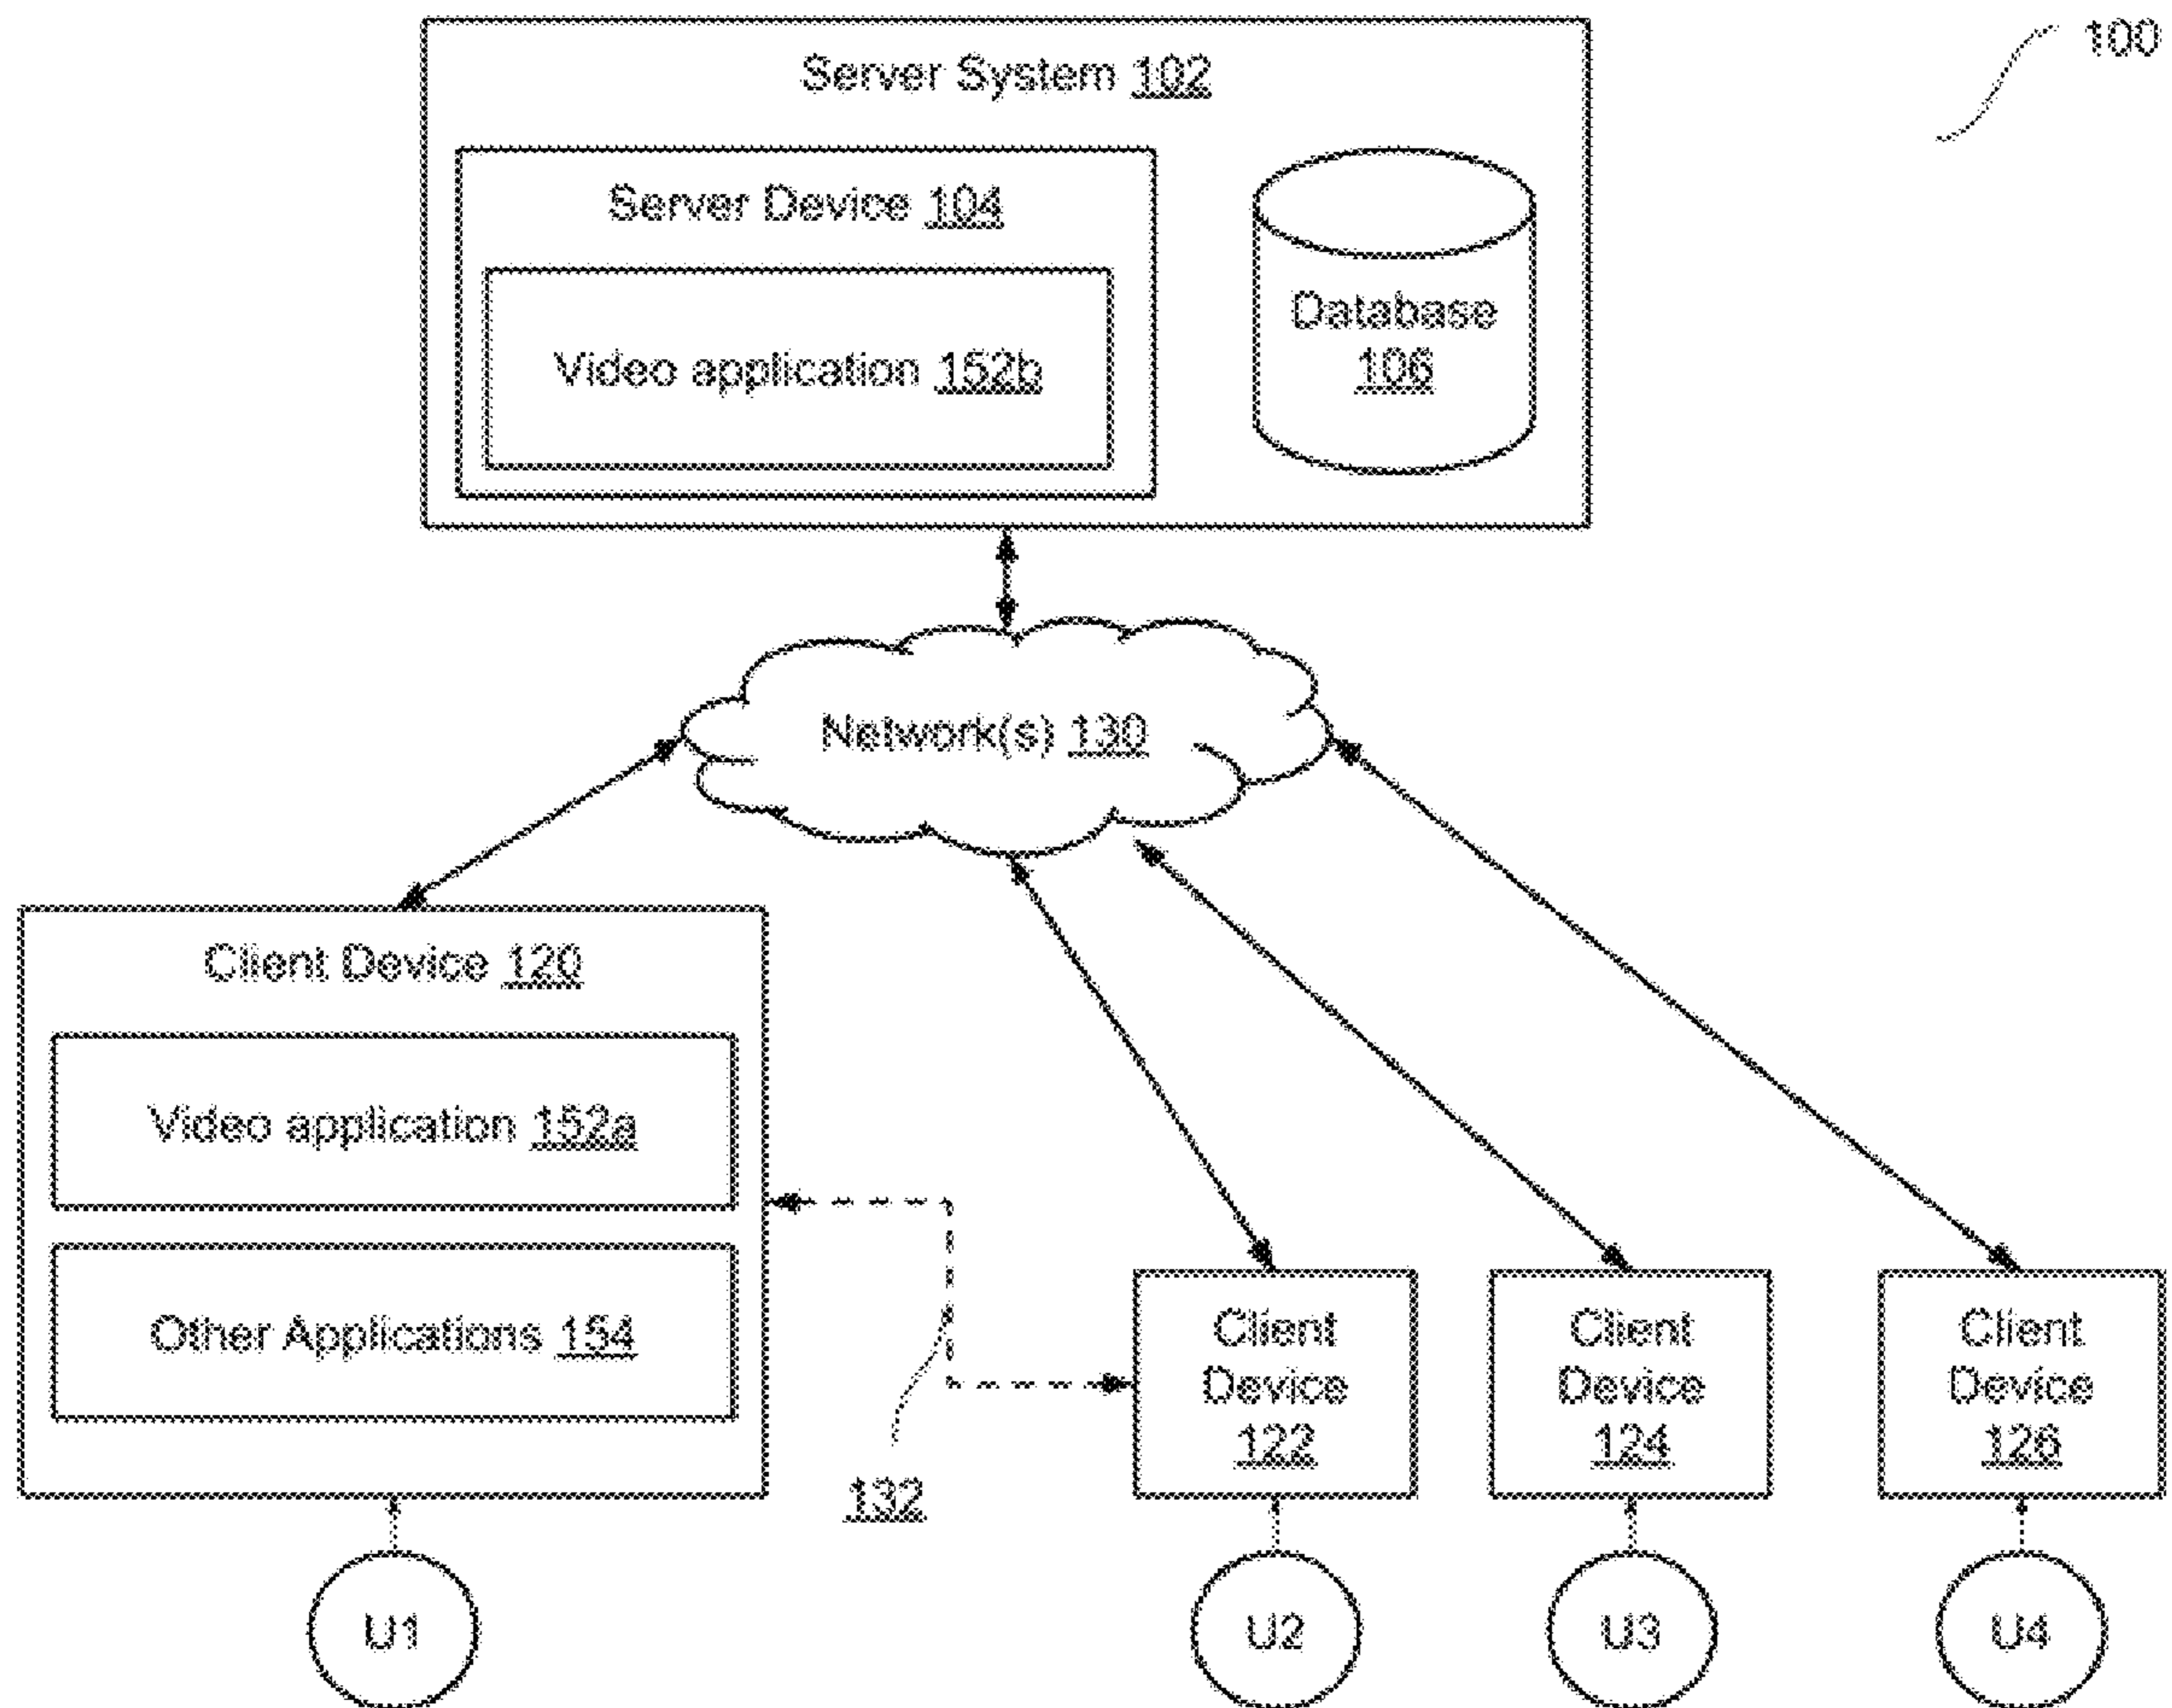 100
Server System 102
Server Device 104
Video application 152b
Database
106
Network(s) 130
Client Device 120
Video application 152a
Other Applications 154
132
Client
Device
122
Client
Device
124
Client
Device
126
U1
U2
U3
U4